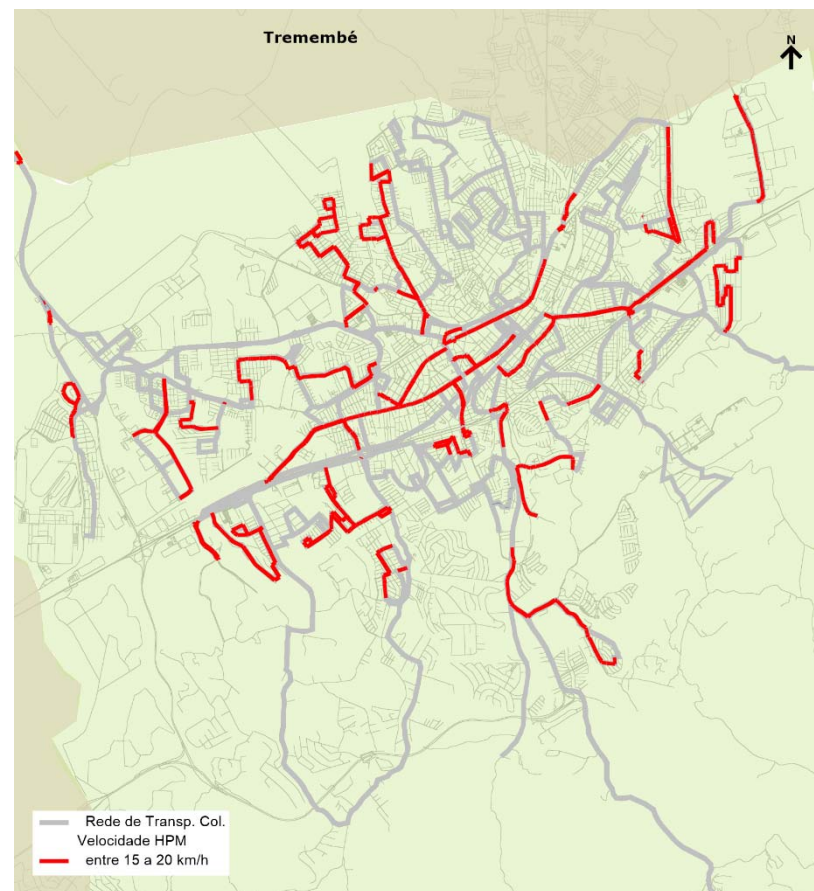 Tremembé
N
Rede de Transp. Col.
Velocidade HPM
entre 15 a 20 km/h